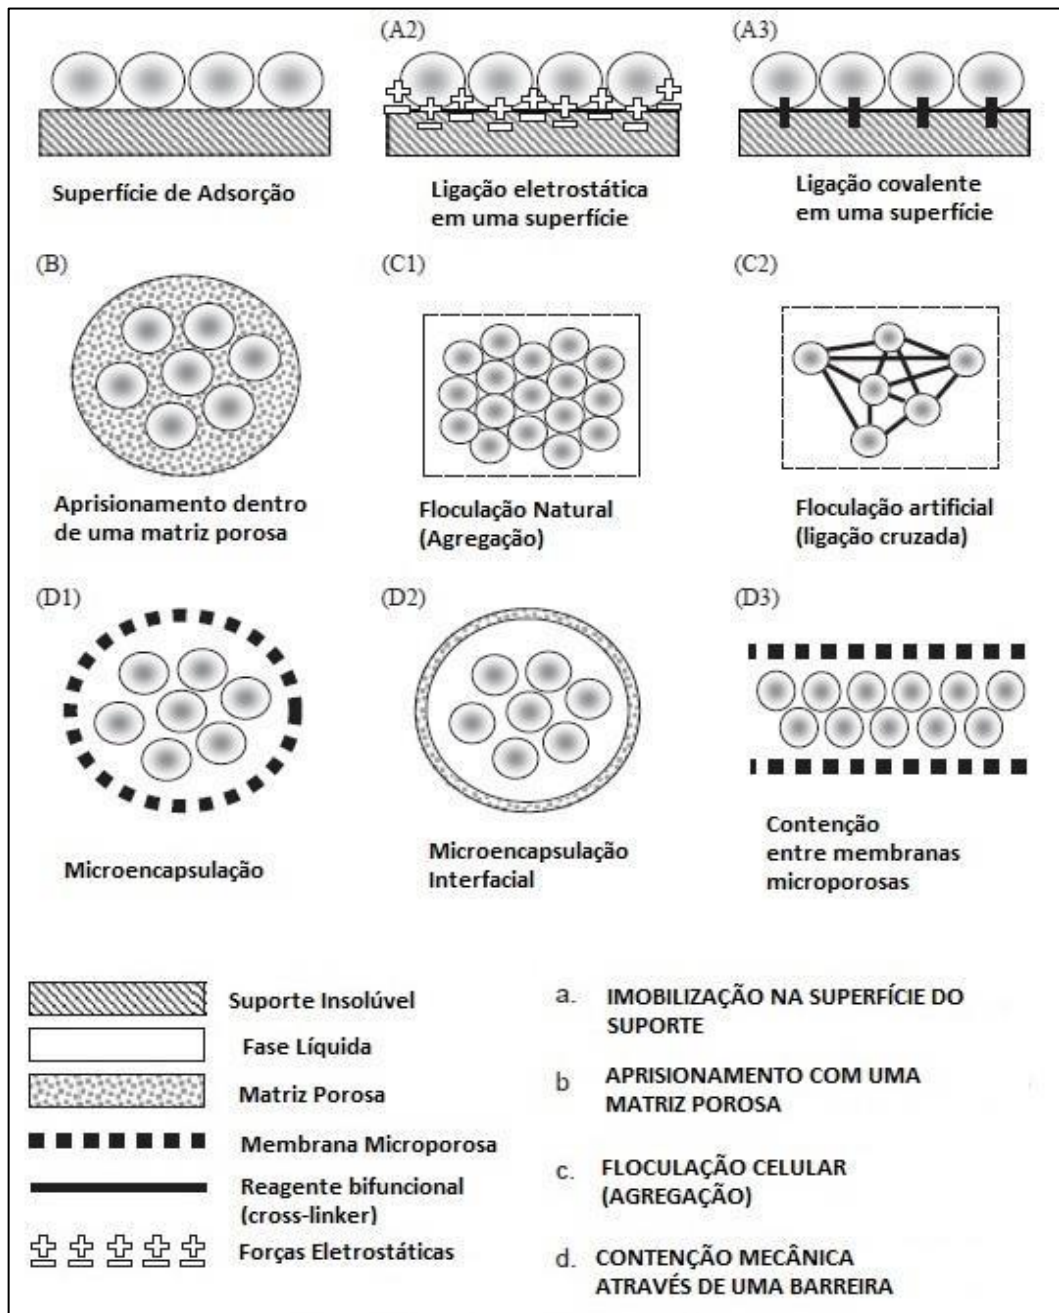 (A2)
(A3)
Superfície de Adsorção
Ligação eletrostática
em uma superfície
Ligação covalente
em uma superfície
(B)
(C1)
(C2)
Aprisionamento dentro
de uma matriz porosa
Floculação Natural
(Agregação)
Floculação artificial
(ligação cruzada)
(D1)
(D2)
(D3)
Microencapsulação
Microencapsulação
Interfacial
Contenção
entre membranas
microporosas
Suporte Insolúvel
Fase Líquida
Matriz Porosa
Membrana Microporosa
Reagente bifuncional
(cross-linker)
Forças Eletrostáticas
a. IMOBILIZAÇÃO NA SUPERFÍCIE DO
SUPORTE
b APRISIONAMENTO COM UMA
MATRIZ POROSA
c. FLOCULAÇÃO CELULAR
(AGREGAÇÃO)
d. CONTENÇÃO MECÂNICA
ATRAVÉS DE UMA BARREIRA